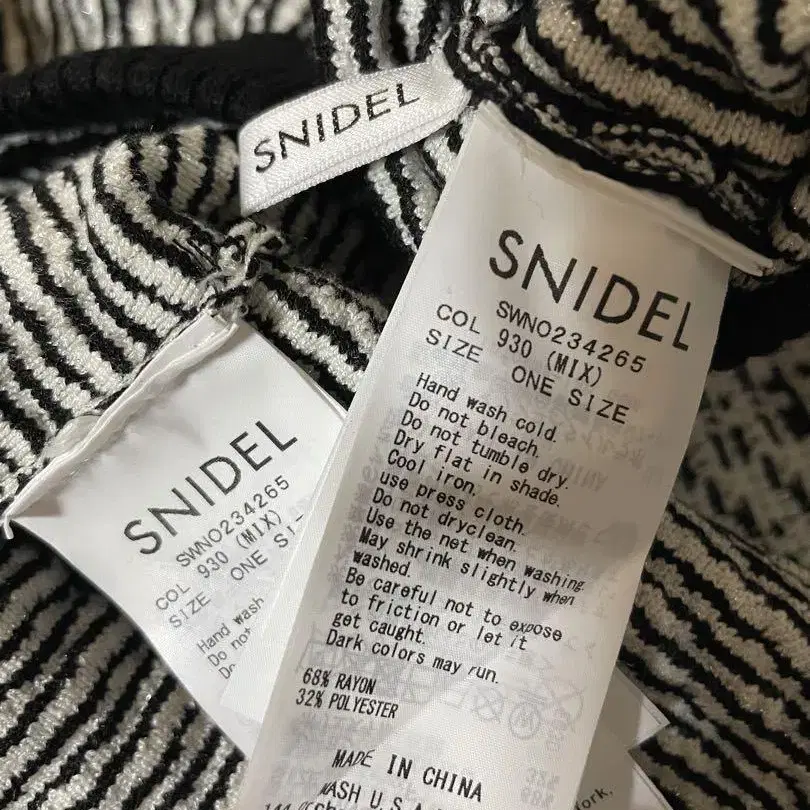 SNIDEL
SNIDEL
SWNO234265
COL 930 (MIX)
SIZE ONE SIZE
Hand wash cold.
Do not bleach.
Do not tumble dry.
Dry flat in shade.
Cool iron.
use press cloth.
Do not dryclean.
Use the net when washing.
May shrink slightly when
washed.
Be careful not to expose
to friction or let it
get caught.
Dark colors may run.
68% RAYON
32% POLYESTER
MADE IN CHINA
SNIDEL
SWNO234265
COL 930 (MIX)
SIZE ONE
Hand wash
Do not